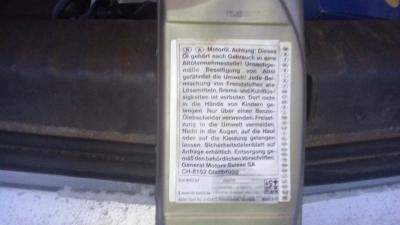 Motoröl. Achtung: Dieses
Öl gehört nach Gebrauch in eine
Altölannahmestelle! Unsachge-
mäße Beseitigung von Altöl
gefährdet die Umwelt! Jede Bei-
mischung von Fremdstoffen wie
Lösemitteln, Brems- und Kühlflüs-
sigkeiten ist verboten. Darf nicht
in die Hände von Kindern ge-
langen. Nur über einen Benzin-
Ölabscheider verwenden. Freiset-
zung in die Umwelt vermeiden.
Nicht in die Augen, auf die Haut
oder auf die Kleidung gelangen
lassen. Sicherheitsdatenblatt auf
Anfrage erhältlich. Entsorgung ge-
mäß den behördlichen Vorschriften.
General Motors Suisse SA
CH-8152 Glattbrugg